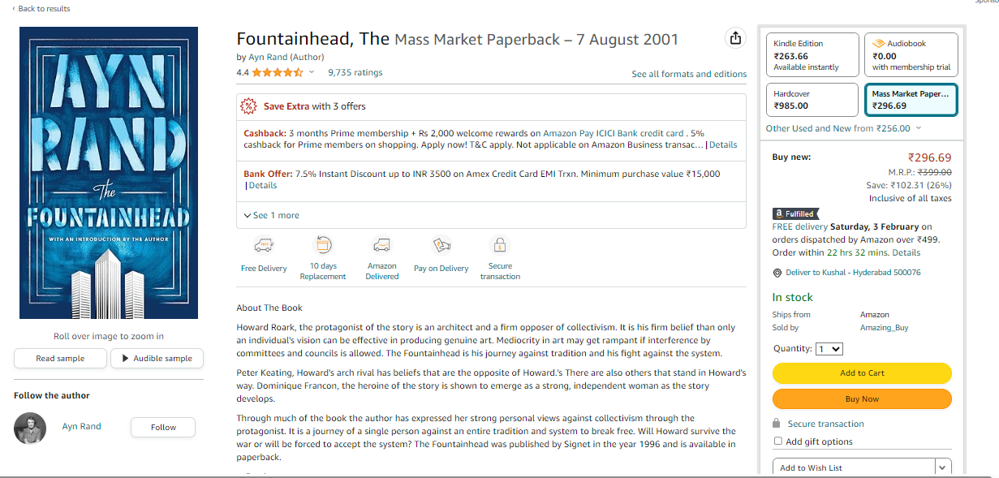 ‹ Back to results
AYN
RAND
The
FOUNTAINHEAD
WITH AN INTRODUCTION BY THE AUTHOR
Roll over image to zoom in
Read sample
Audible sample
Follow the author
Ayn Rand
Follow
Fountainhead, The Mass Market Paperback – 7 August 2001
by Ayn Rand (Author)
4.4 9,735 ratings
See all formats and editions
Save Extra with 3 offers
Cashback: 3 months Prime membership + Rs 2,000 welcome rewards on Amazon Pay ICICI Bank credit card . 5%
cashback for Prime members on shopping. Apply now! T&C apply. Not applicable on Amazon Business transac... | Details
Bank Offer: 7.5% Instant Discount up to INR 3500 on Amex Credit Card EMI Trxn. Minimum purchase value ₹15,000
| Details
See 1 more
Free Delivery
10 days
Replacement
Amazon
Delivered
Pay on Delivery
Secure
transaction
About The Book
Howard Roark, the protagonist of the story is an architect and a firm opposer of collectivism. It is his firm belief than only
an individual's vision can be effective in producing genuine art. Mediocrity in art may get rampant if interference by
committees and councils is allowed. The Fountainhead is his journey against tradition and his fight against the system.
Peter Keating, Howard's arch rival has beliefs that are the opposite of Howard.'s There are also others that stand in Howard's
way. Dominique Francon, the heroine of the story is shown to emerge as a strong, independent woman as the story
develops.
Through much of the book the author has expressed her strong personal views against collectivism through the
protagonist. It is a journey of a single person against an entire tradition and system to break free. Will Howard survive the
war or will be forced to accept the system? The Fountainhead was published by Signet in the year 1996 and is available in
paperback.
Kindle Edition
₹263.66
Available instantly
Audiobook
₹0.00
with membership trial
Hardcover
₹985.00
Mass Market Paper...
₹296.69
Other Used and New from ₹256.00
Buy new: ₹296.69
M.R.P.: ₹399.00
Save: ₹102.31 (26%)
Inclusive of all taxes
a Fulfilled
FREE delivery Saturday, 3 February on
orders dispatched by Amazon over ₹499.
Order within 22 hrs 32 mins. Details
Deliver to Kushal - Hyderabad 500076
In stock
Ships from Amazon
Sold by Amazing_Buy
Quantity: 1
Add to Cart
Buy Now
Secure transaction
Add gift options
Add to Wish List